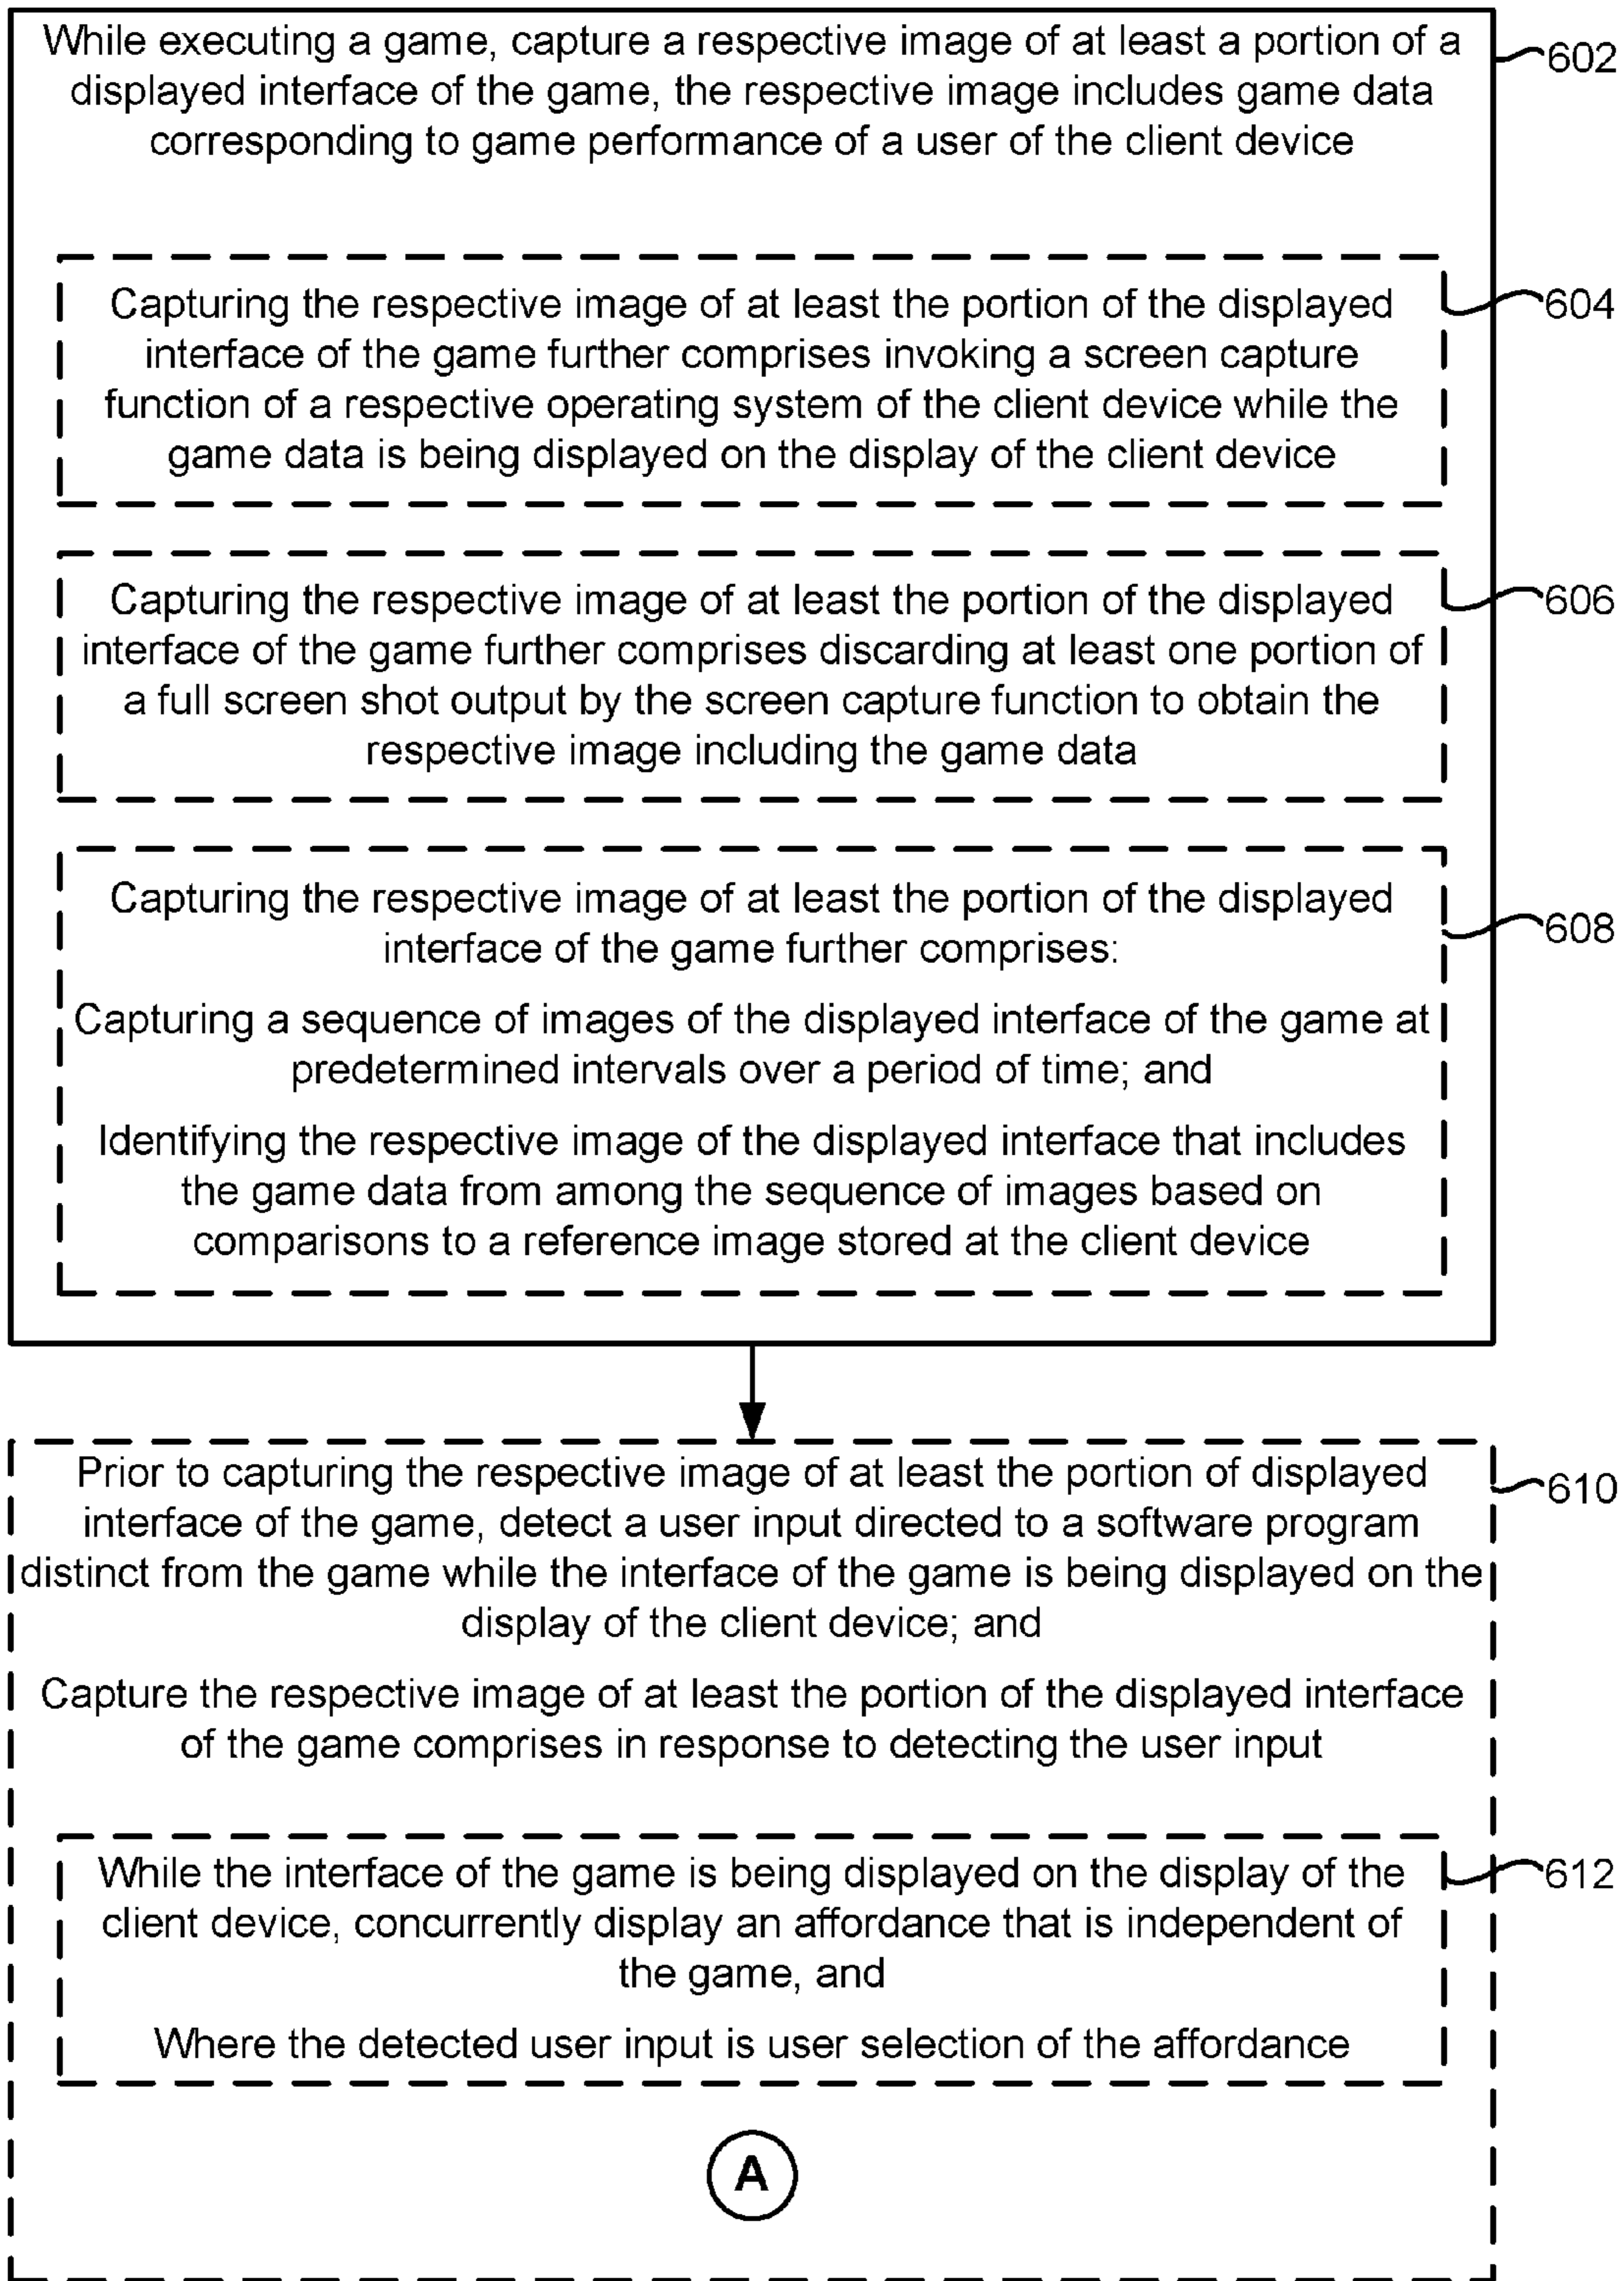 While executing a game, capture a respective image of at least a portion of a
displayed interface of the game, the respective image includes game data
corresponding to game performance of a user of the client device
602
Capturing the respective image of at least the portion of the displayed
interface of the game further comprises invoking a screen capture
function of a respective operating system of the client device while the
game data is being displayed on the display of the client device
604
Capturing the respective image of at least the portion of the displayed
interface of the game further comprises discarding at least one portion of
a full screen shot output by the screen capture function to obtain the
respective image including the game data
606
Capturing the respective image of at least the portion of the displayed
interface of the game further comprises:
Capturing a sequence of images of the displayed interface of the game at
predetermined intervals over a period of time; and
Identifying the respective image of the displayed interface that includes
the game data from among the sequence of images based on
comparisons to a reference image stored at the client device
608
Prior to capturing the respective image of at least the portion of displayed
interface of the game, detect a user input directed to a software program
distinct from the game while the interface of the game is being displayed on the
display of the client device; and
Capture the respective image of at least the portion of the displayed interface
of the game comprises in response to detecting the user input
610
While the interface of the game is being displayed on the display of the
client device, concurrently display an affordance that is independent of
the game, and
Where the detected user input is user selection of the affordance
612
A